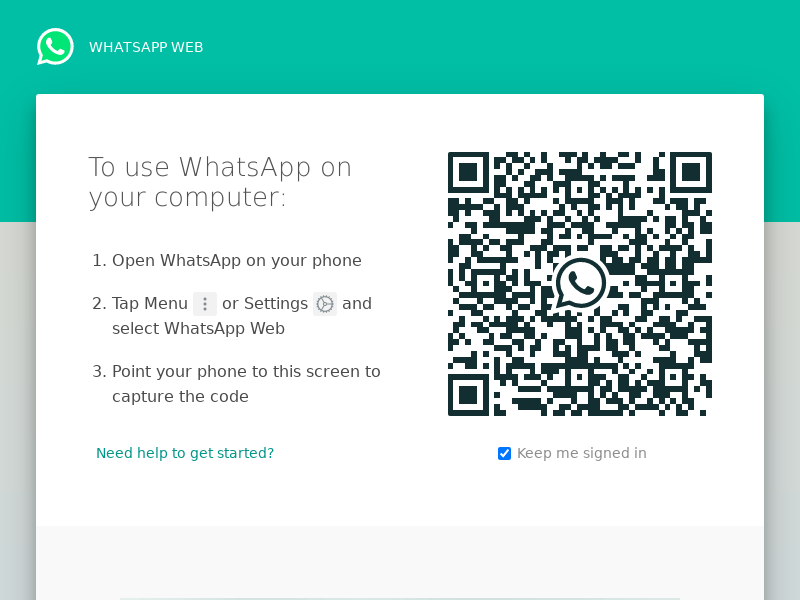 WHATSAPP WEB
To use WhatsApp on
your computer:
1. Open WhatsApp on your phone
2. Tap Menu or Settings and
select WhatsApp Web
3. Point your phone to this screen to
capture the code
Need help to get started?
Keep me signed in